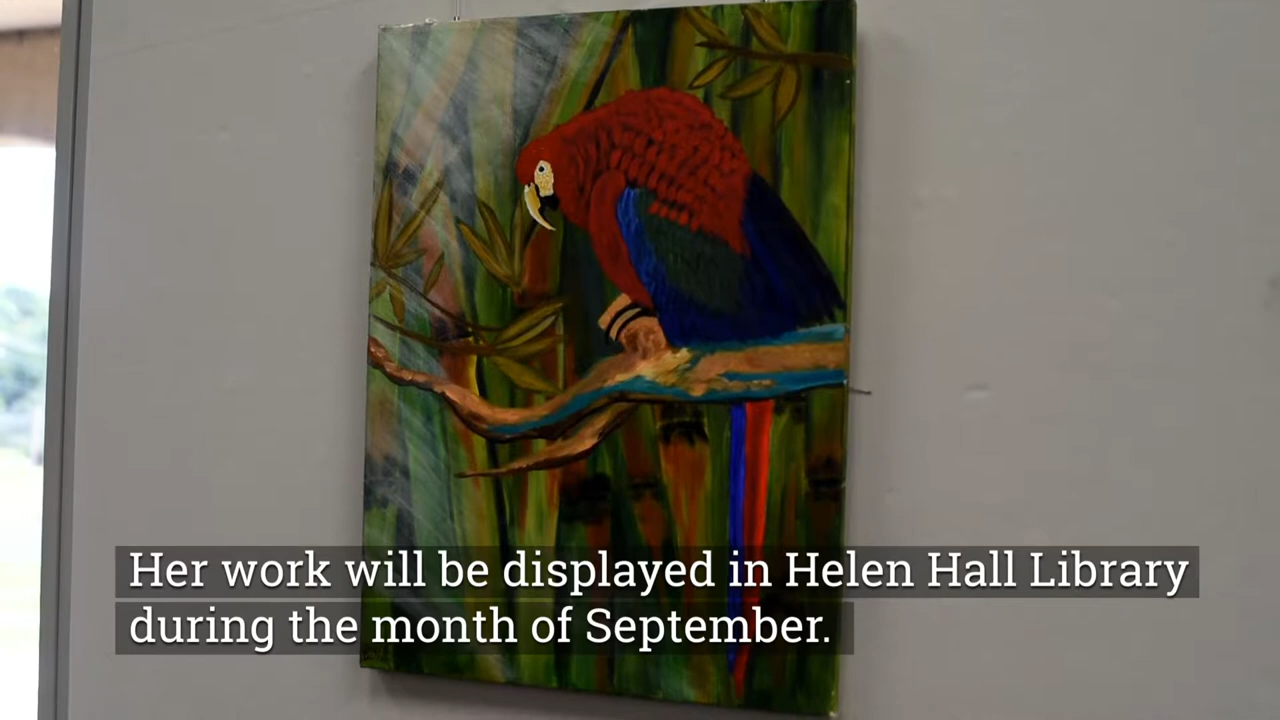 Her work will be displayed in Helen Hall Library
during the month of September.